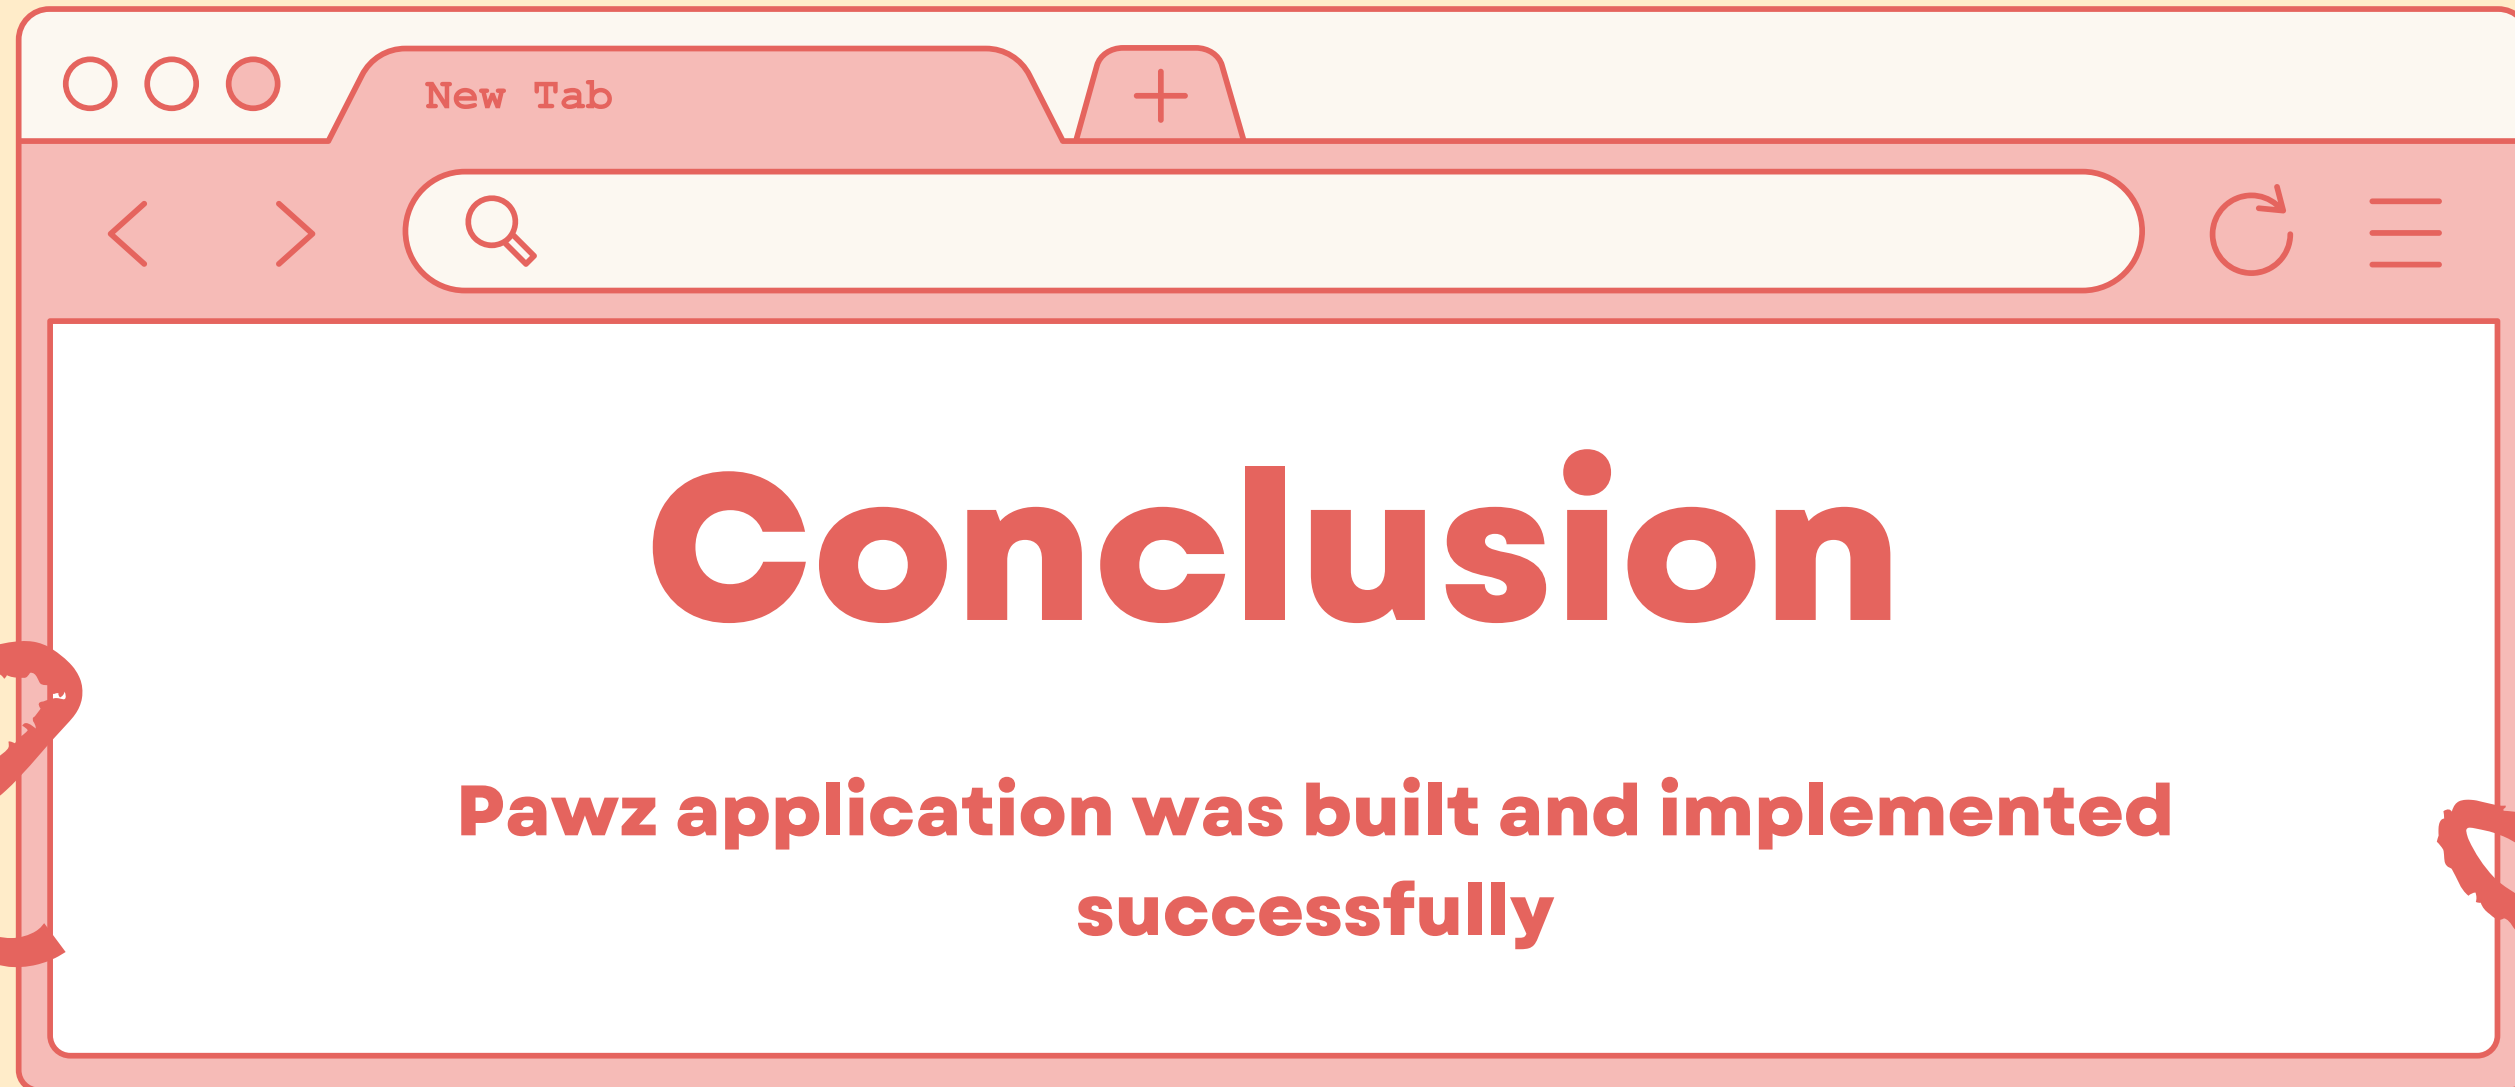 New Tab
Conclusion
Pawz application was built and implemented
successfully